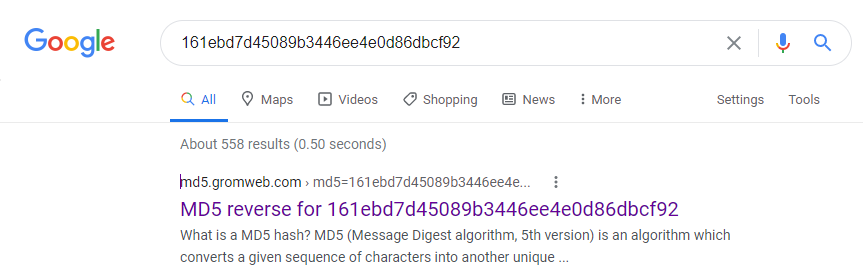 Google
161ebd7d45089b3446ee4e0d86dbcf92
All Maps Videos Shopping News More Settings Tools
About 558 results (0.50 seconds)
md5.gromweb.com › md5=161ebd7d45089b3446ee4e...
MD5 reverse for 161ebd7d45089b3446ee4e0d86dbcf92
What is a MD5 hash? MD5 (Message Digest algorithm, 5th version) is an algorithm which
converts a given sequence of characters into another unique ...